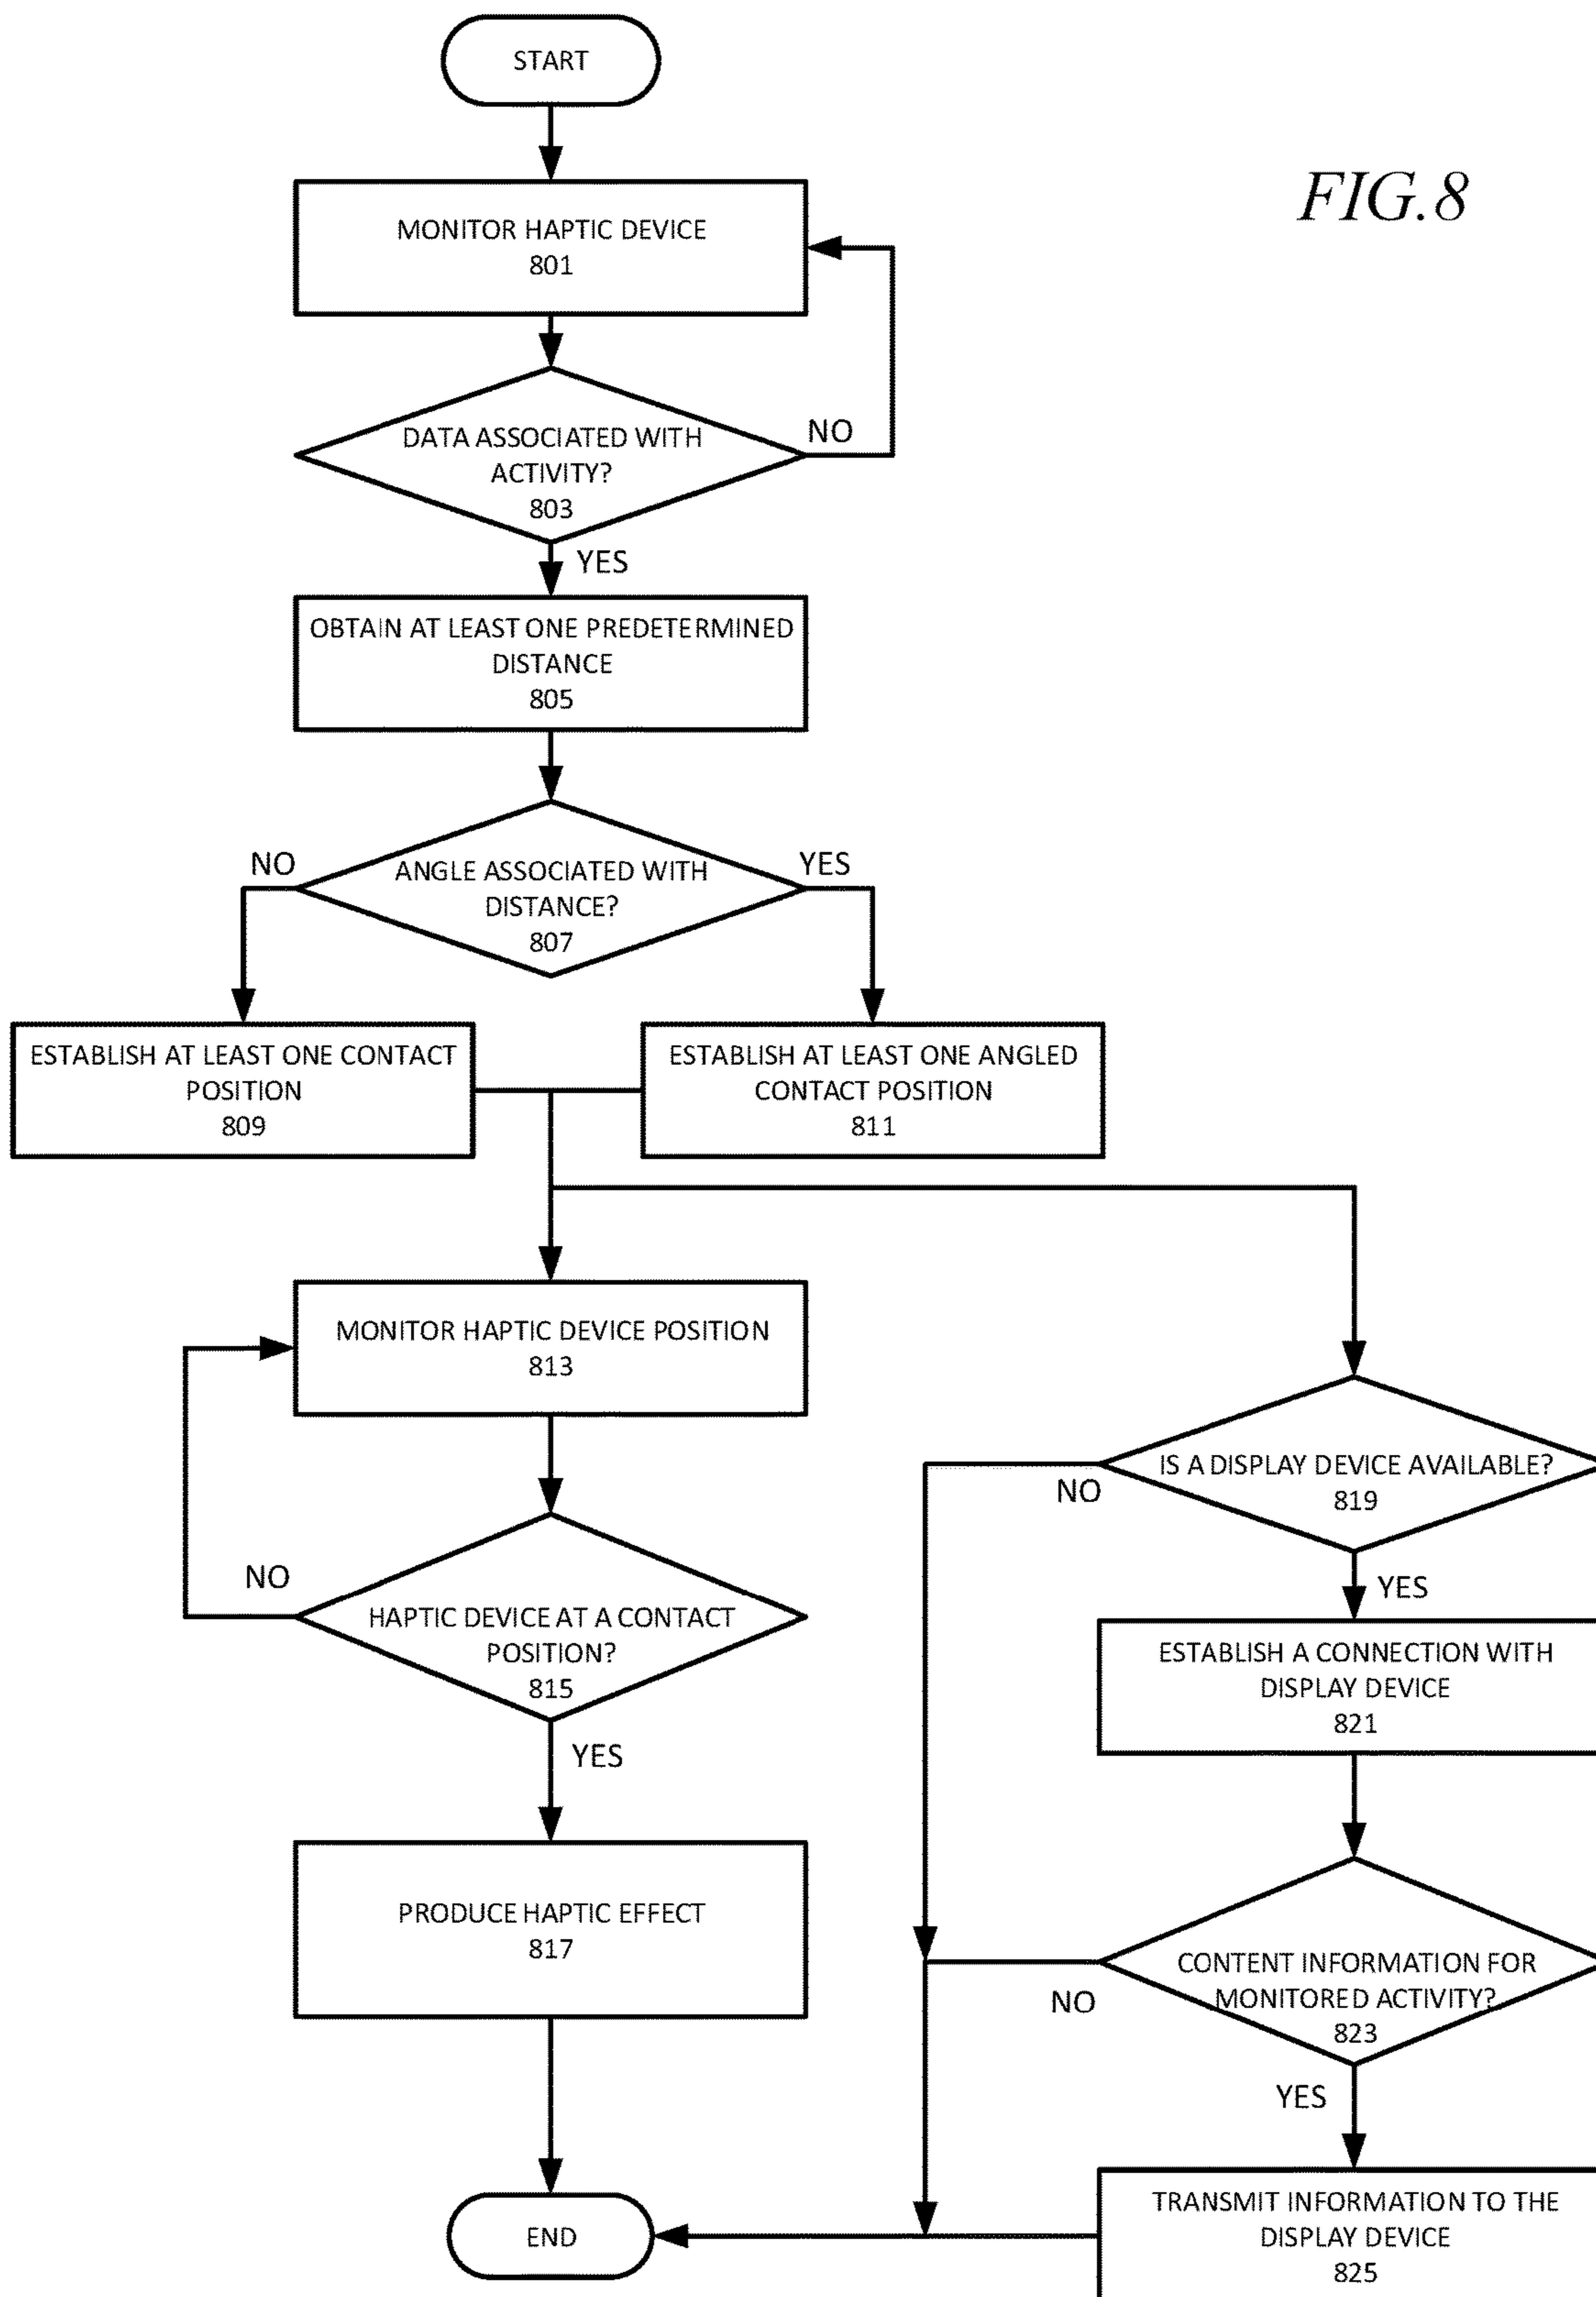 START
FIG.8
MONITOR HAPTIC DEVICE
801
DATA ASSOCIATED WITH
ACTIVITY?
803
NO
YES
OBTAIN AT LEAST ONE PREDETERMINED
DISTANCE
805
NO
ANGLE ASSOCIATED WITH
DISTANCE?
807
YES
ESTABLISH AT LEAST ONE CONTACT
POSITION
809
ESTABLISH AT LEAST ONE ANGLED
CONTACT POSITION
811
MONITOR HAPTIC DEVICE POSITION
813
NO
HAPTIC DEVICE AT A CONTACT
POSITION?
815
YES
PRODUCE HAPTIC EFFECT
817
END
IS A DISPLAY DEVICE AVAILABLE?
819
NO
YES
ESTABLISH A CONNECTION WITH
DISPLAY DEVICE
821
CONTENT INFORMATION FOR
MONITORED ACTIVITY?
823
NO
YES
TRANSMIT INFORMATION TO THE
DISPLAY DEVICE
825